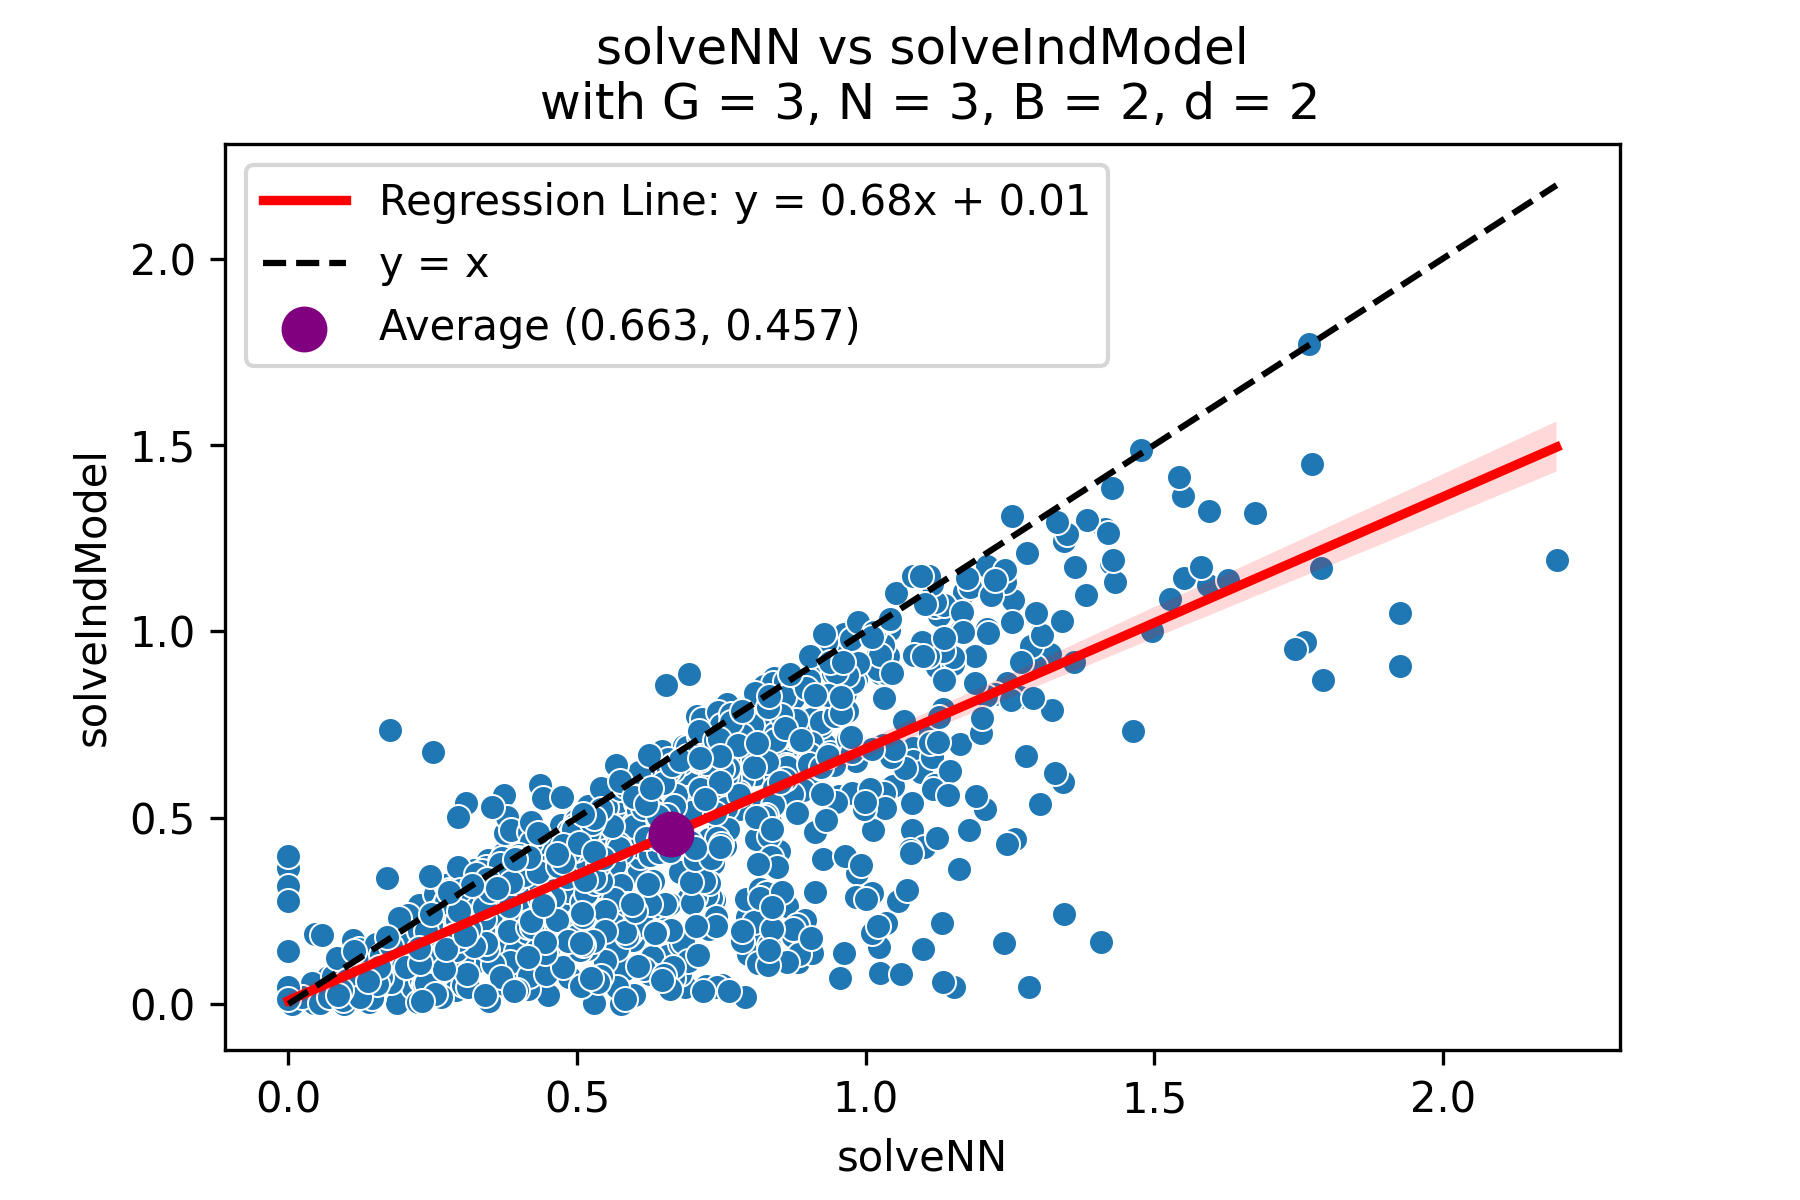 solveNN vs solveIndModel
with G = 3, N = 3, B = 2, d = 2
Regression Line: y = 0.68x + 0.01
y = x
Average (0.663, 0.457)
2.0
1.5
1.0
0.5
0.0
solveIndModel
0.0 0.5 1.0 1.5 2.0
solveNN